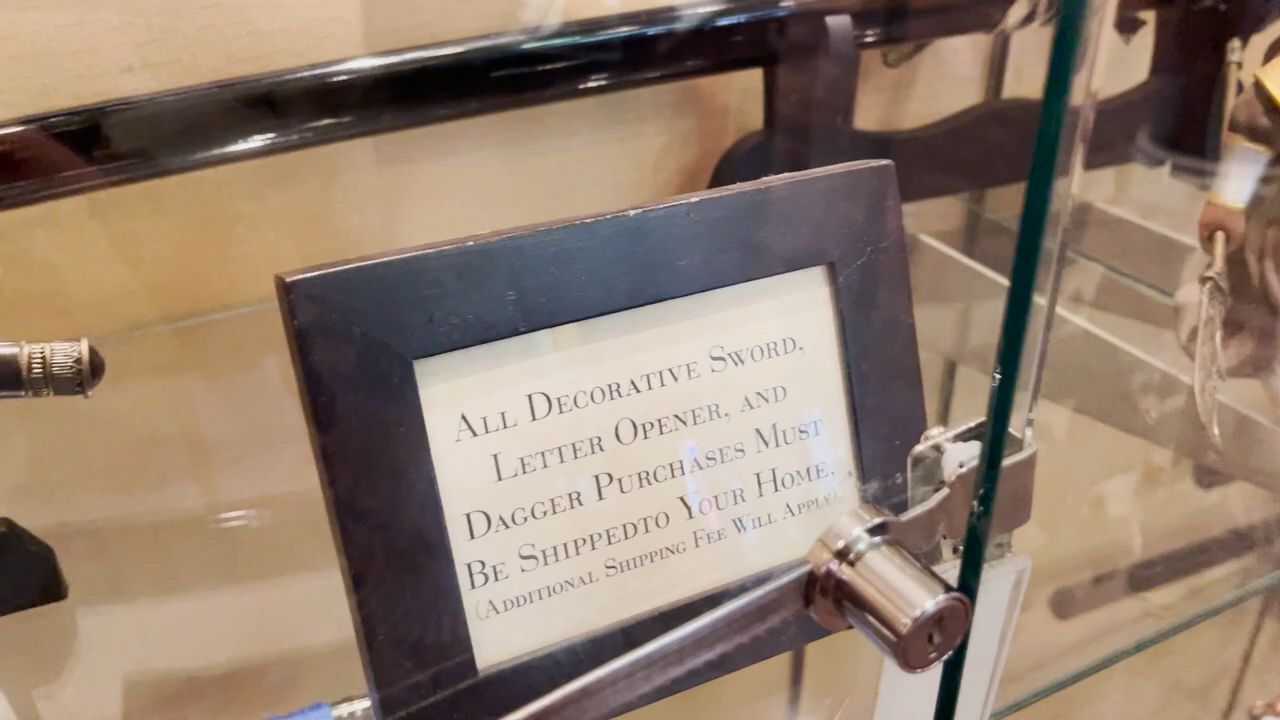 All Decorative Sword,
Letter Opener, and
Dagger Purchases Must
Be Shippedto Your Home.
(Additional Shipping Fee Will Apply)